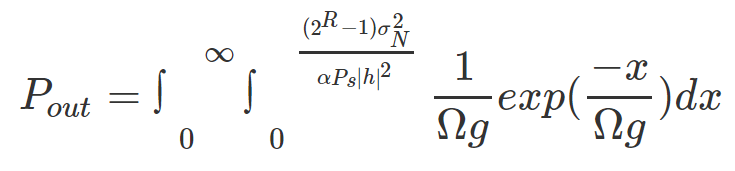 P_{out} = \int_0^\infty \int_0^{\frac{(2^R - 1)\sigma_N^2}{\alpha P_s |h|^2}} \frac{1}{\Omega g} exp(\frac{-x}{\Omega g})dx